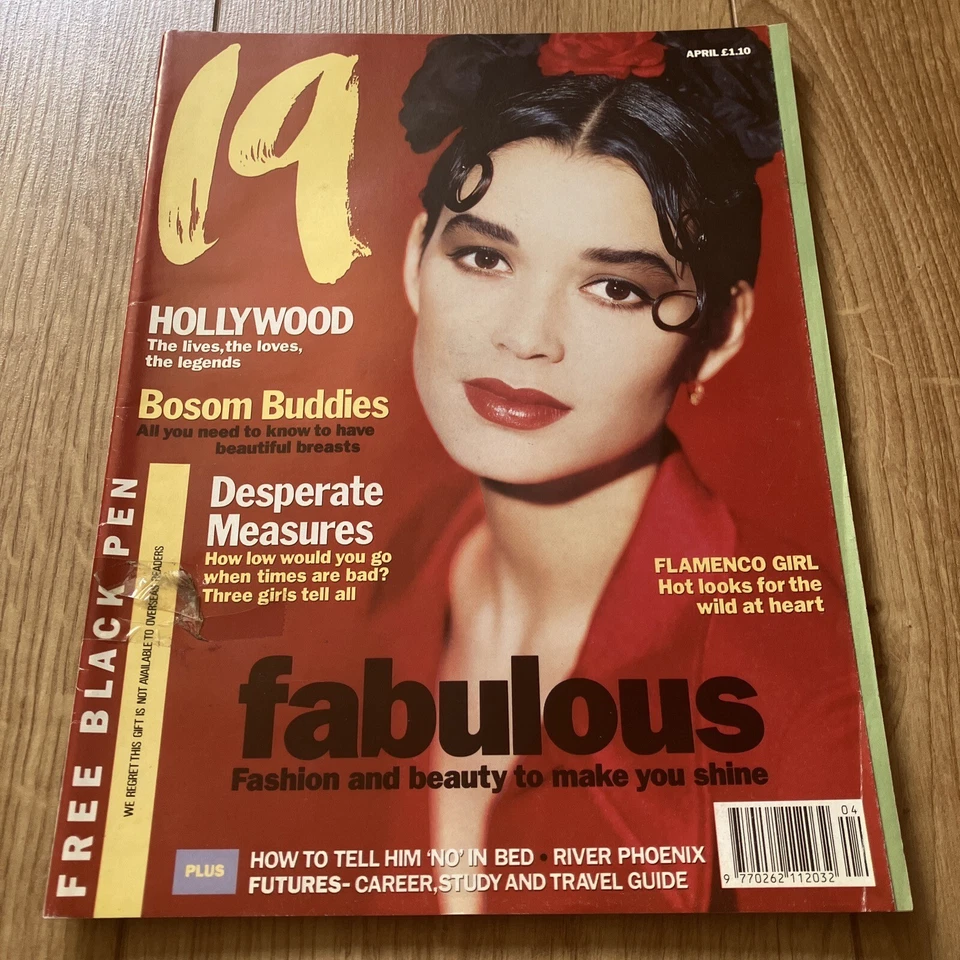 APRIL £1.10
19
HOLLYWOOD
The lives,the loves,
the legends
Bosom Buddies
All you need to know to have
beautiful breasts
Desperate
Measures
How low would you go
when times are bad?
Three girls tell all
FREE BLACK PEN
WE REGRET THIS GIFT IS NOT AVAILABLE TO OVERSEAS READERS
FLAMENCO GIRL
Hot looks for the
wild at heart
fabulous
Fashion and beauty to make you shine
PLUS
HOW TO TELL HIM ‘NO’ IN BED • RIVER PHOENIX
FUTURES- CAREER,STUDY AND TRAVEL GUIDE
04
9 770262 112032